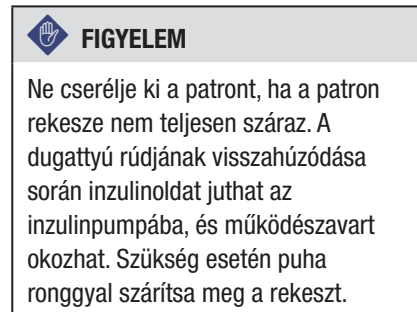 FIGYELEM
Ne cserélje ki a patront, ha a patron
rekesze nem teljesen száraz. A
dugattyú rúdjának visszahúzódása
során inzulinoldat juthat az
inzulinpumpába, és működészavart
okozhat. Szükség esetén puha
ronggyal szárítsa meg a rekeszt.